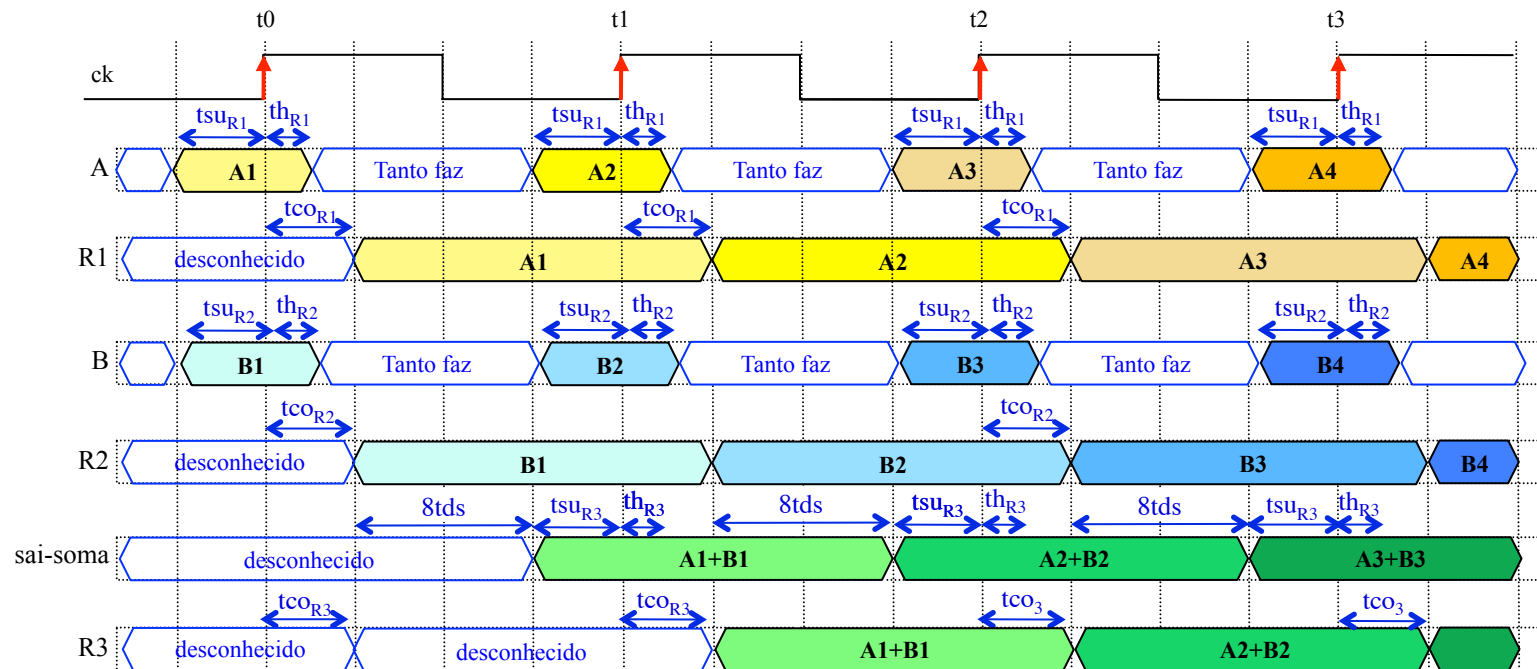 t0 t1 t2 t3
ck
tsuR1 thR1 tsuR1 thR1 tsuR1 thR1 tsuR1 thR1
A A1 Tanto faz A2 Tanto faz A3 Tanto faz A4
tcoR1 tcoR1 tcoR1
R1 desconhecido A1 A2 A3 A4
tsuR2 thR2 tsuR2 thR2 tsuR2 thR2 tsuR2 thR2
B B1 Tanto faz B2 Tanto faz B3 Tanto faz B4
tcoR2 tcoR2
R2 desconhecido B1 B2 B3 B4
8tds tsuR3 thR3 8tds tsuR3 thR3 8tds tsuR3 thR3
sai-soma desconhecido A1+B1 A2+B2 A3+B3
tcoR3 tcoR3 tco3 tco3
R3 desconhecido desconhecido A1+B1 A2+B2